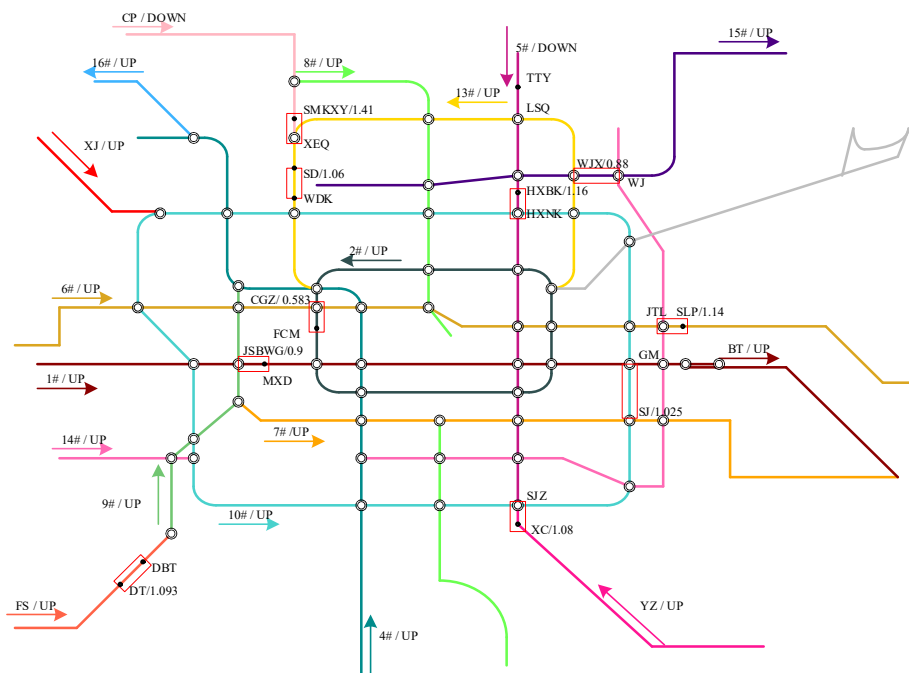 CP / DOWN
15# / UP
5# / DOWN
16# / UP
8# / UP
TTY
13# / UP
LSQ
SMKXY/1.41
XJ / UP
XEQ
WJX/0.88
SD/1.06
WJ
HXBK/1.16
WDK
HXNK
2# / UP
6# / UP
CGZ/ 0.583
JTL
SLP/1.14
FCM
JSBWG/0.9
GM
BT / UP
MXD
1# / UP
SJ/1.025
7# /UP
14# / UP
9# / UP
10# / UP
SJZ
XC/1.08
DBT
DT/1.093
FS / UP
YZ / UP
4# / UP